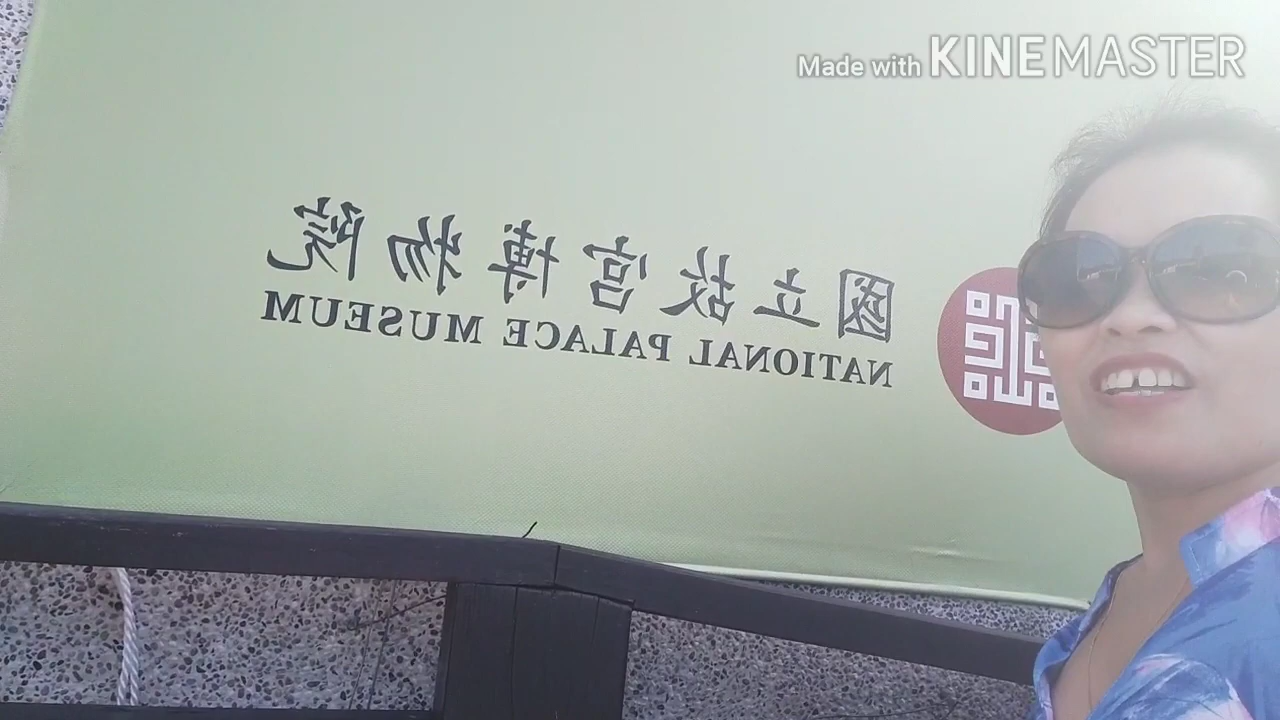 Made with KINEMASTER
國立故宮博物院
NATIONAL PALACE MUSEUM